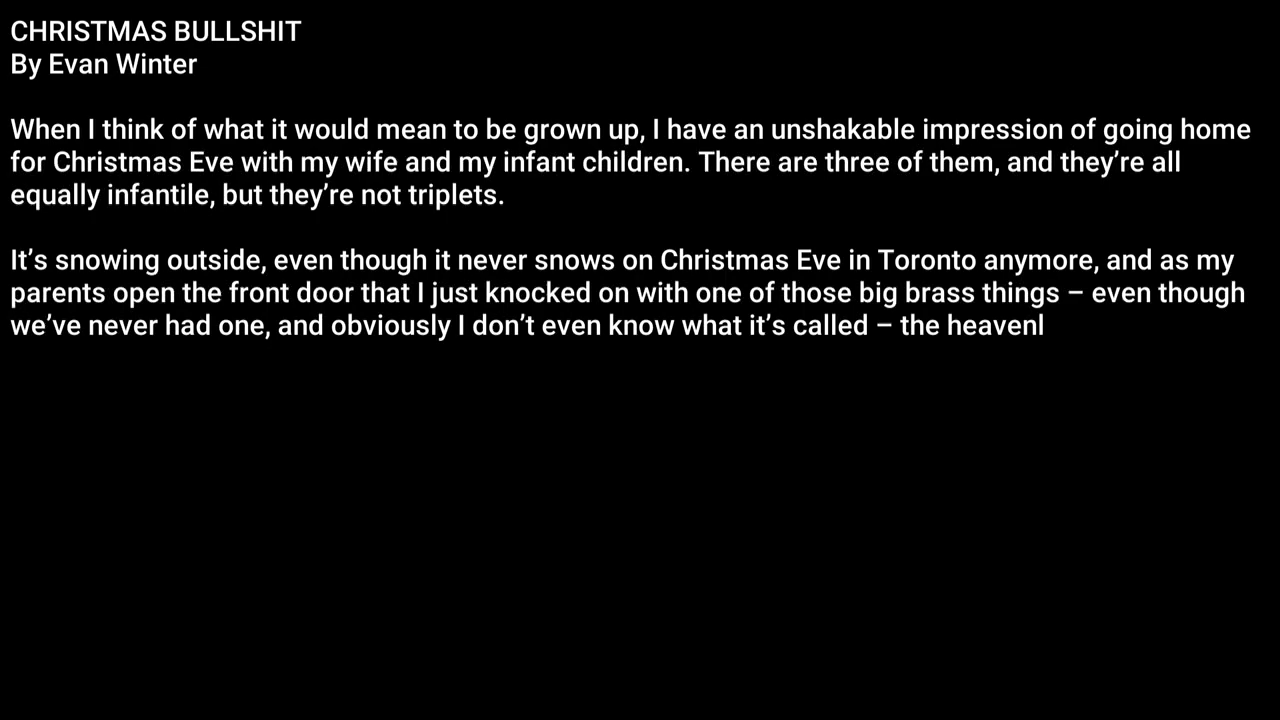 CHRISTMAS BULLSHIT
By Evan Winter
When I think of what it would mean to be grown up, I have an unshakable impression of going home
for Christmas Eve with my wife and my infant children. There are three of them, and they’re all
equally infantile, but they’re not triplets.
It’s snowing outside, even though it never snows on Christmas Eve in Toronto anymore, and as my
parents open the front door that I just knocked on with one of those big brass things – even though
we’ve never had one, and obviously I don’t even know what it’s called – the heavenl